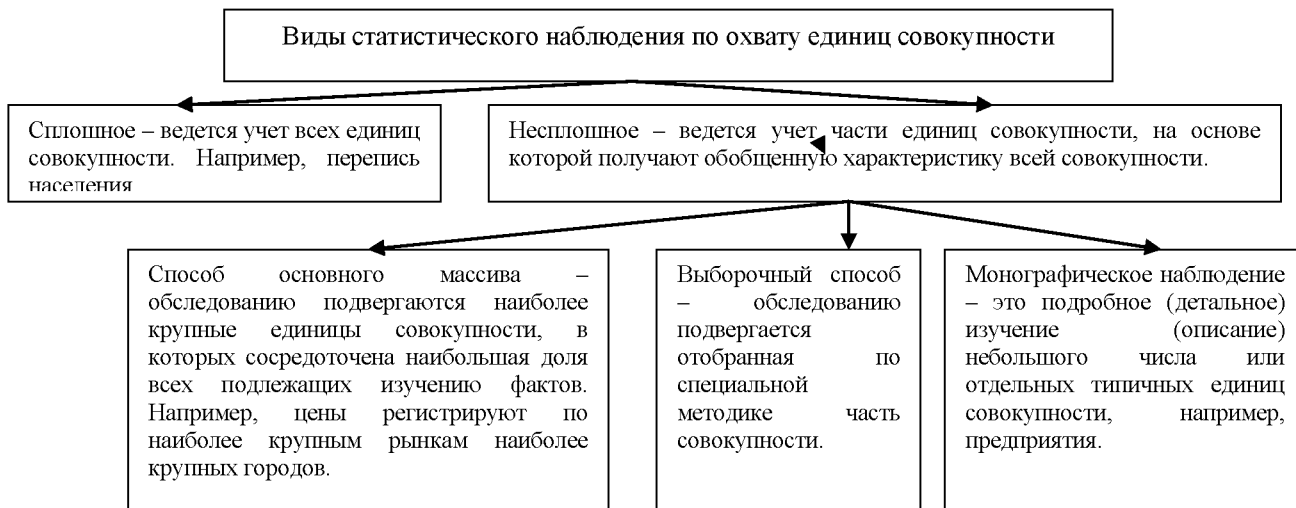 Виды статистического наблюдения по охвату единиц совокупности
Сплошное – ведется учет всех единиц
совокупности. Например, перепись
населения
Несплошное – ведется учет части единиц совокупности, на основе
которой получают обобщенную характеристику всей совокупности.
Способ основного массива –
обследованию подвергаются наиболее
крупные единицы совокупности, в
которых сосредоточена наибольшая доля
всех подлежащих изучению фактов.
Например, цены регистрируют по
наиболее крупным рынкам наиболее
крупных городов.
Выборочный способ
– обследованию
подвергается
отобранная по
специальной
методике часть
совокупности.
Монографическое наблюдение
– это подробное (детальное)
изучение (описание)
небольшого числа или
отдельных типичных единиц
совокупности, например,
предприятия.